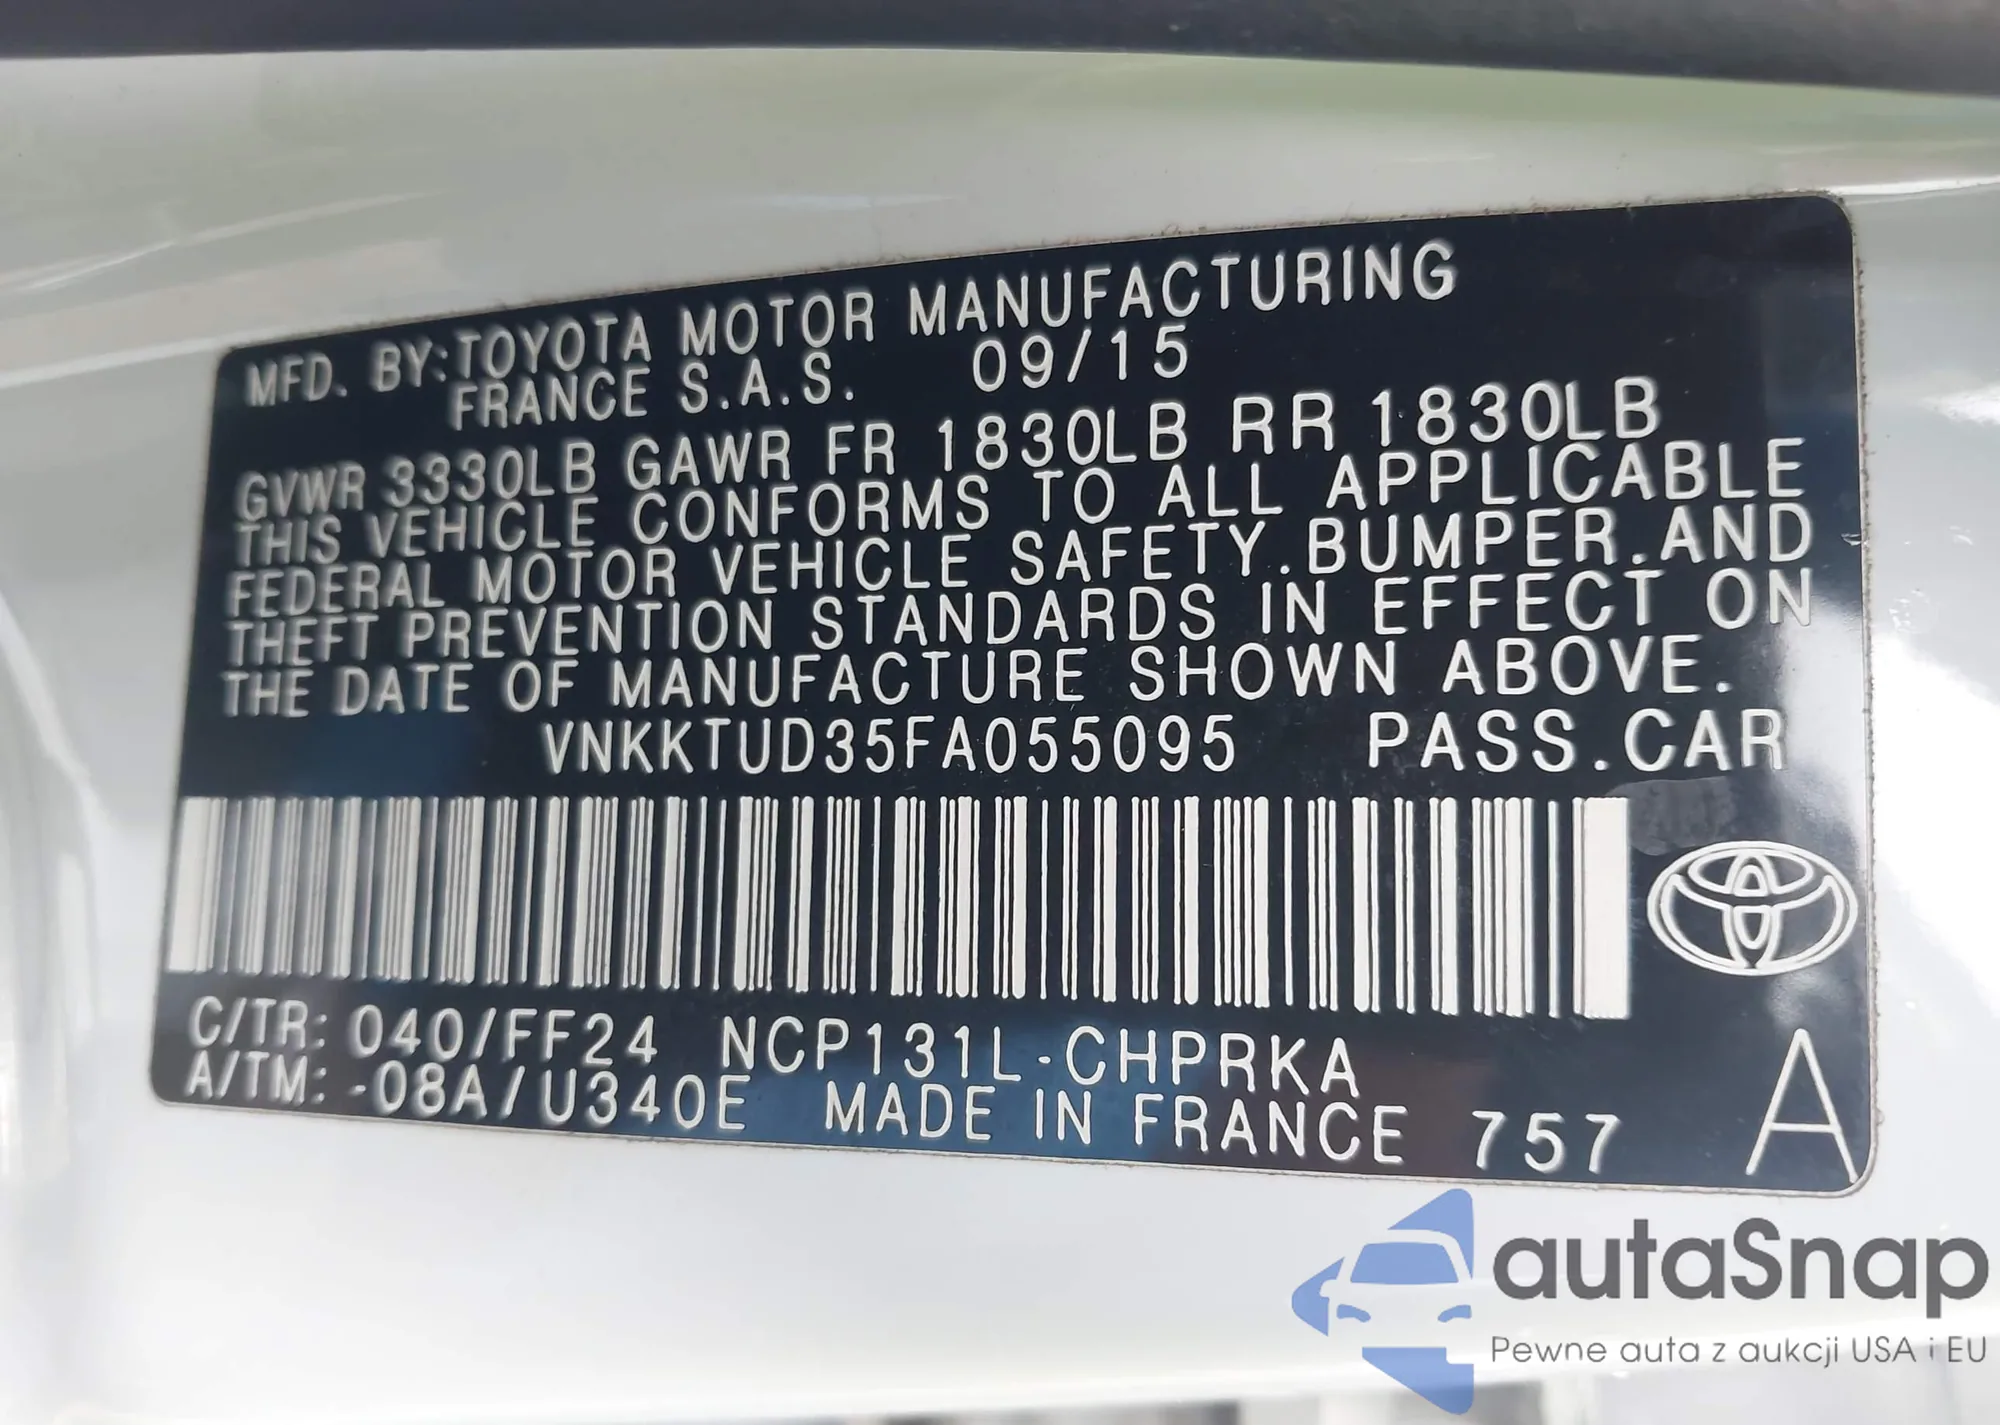 MFD. BY:TOYOTA MOTOR MANUFACTURING
FRANCE S.A.S. 09/15
GVWR 3330LB GAWR FR 1830LB RR 1830LB
THIS VEHICLE CONFORMS TO ALL APPLICABLE
FEDERAL MOTOR VEHICLE SAFETY.BUMPER.AND
THEFT PREVENTION STANDARDS IN EFFECT ON
THE DATE OF MANUFACTURE SHOWN ABOVE.
VNKKTUD35FA055095 PASS.CAR
C/TR: 040/FF24 NCP131L-CHPRKA
A/TM: -08A/U340E MADE IN FRANCE 757 A
autaSnap
Pewne auta z aukcji USA i EU